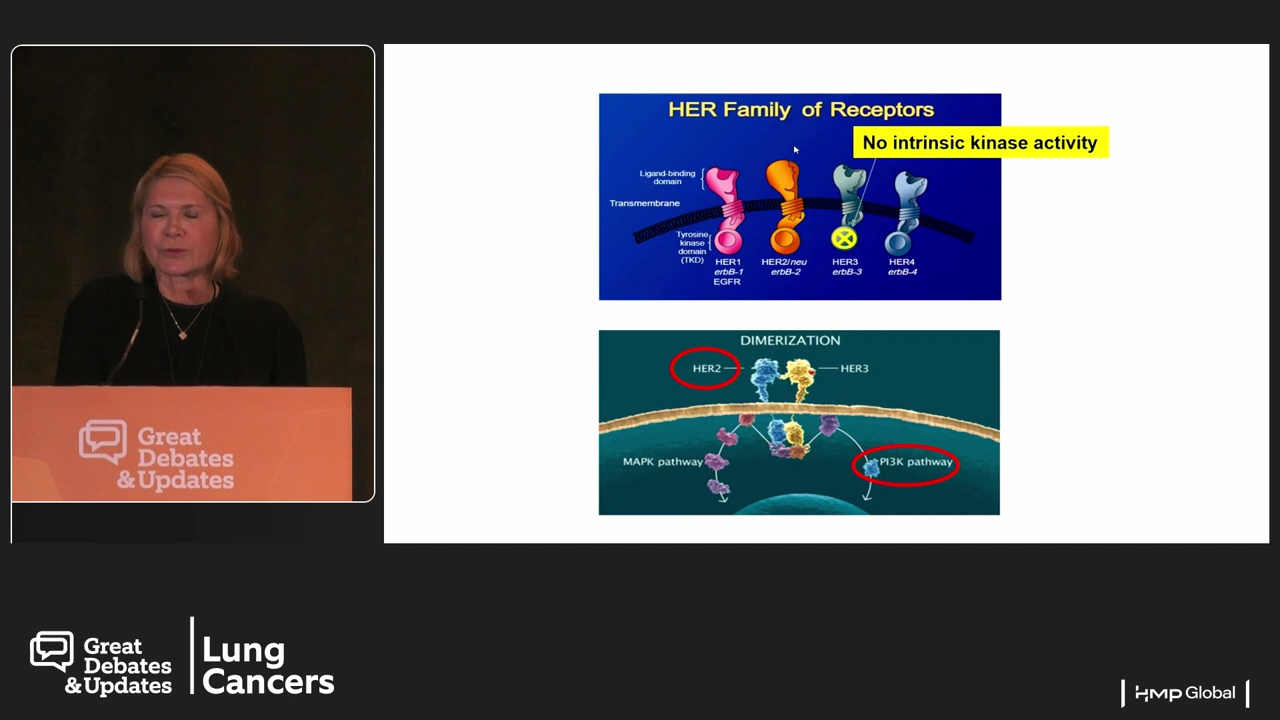 HER Family of Receptors
No intrinsic kinase activity
Ligand-binding
domain
Transmembrane
Tyrosine
kinase
domain
(TKD)
HER1
erbB-1
EGFR
HER2/neu
erbB-2
HER3
erbB-3
HER4
erbB-4
DIMERIZATION
HER2
HER3
MAPK pathway
PI3K pathway
Great
Debates
& Updates
Great
Debates
& Updates
Lung
Cancers
HMP Global